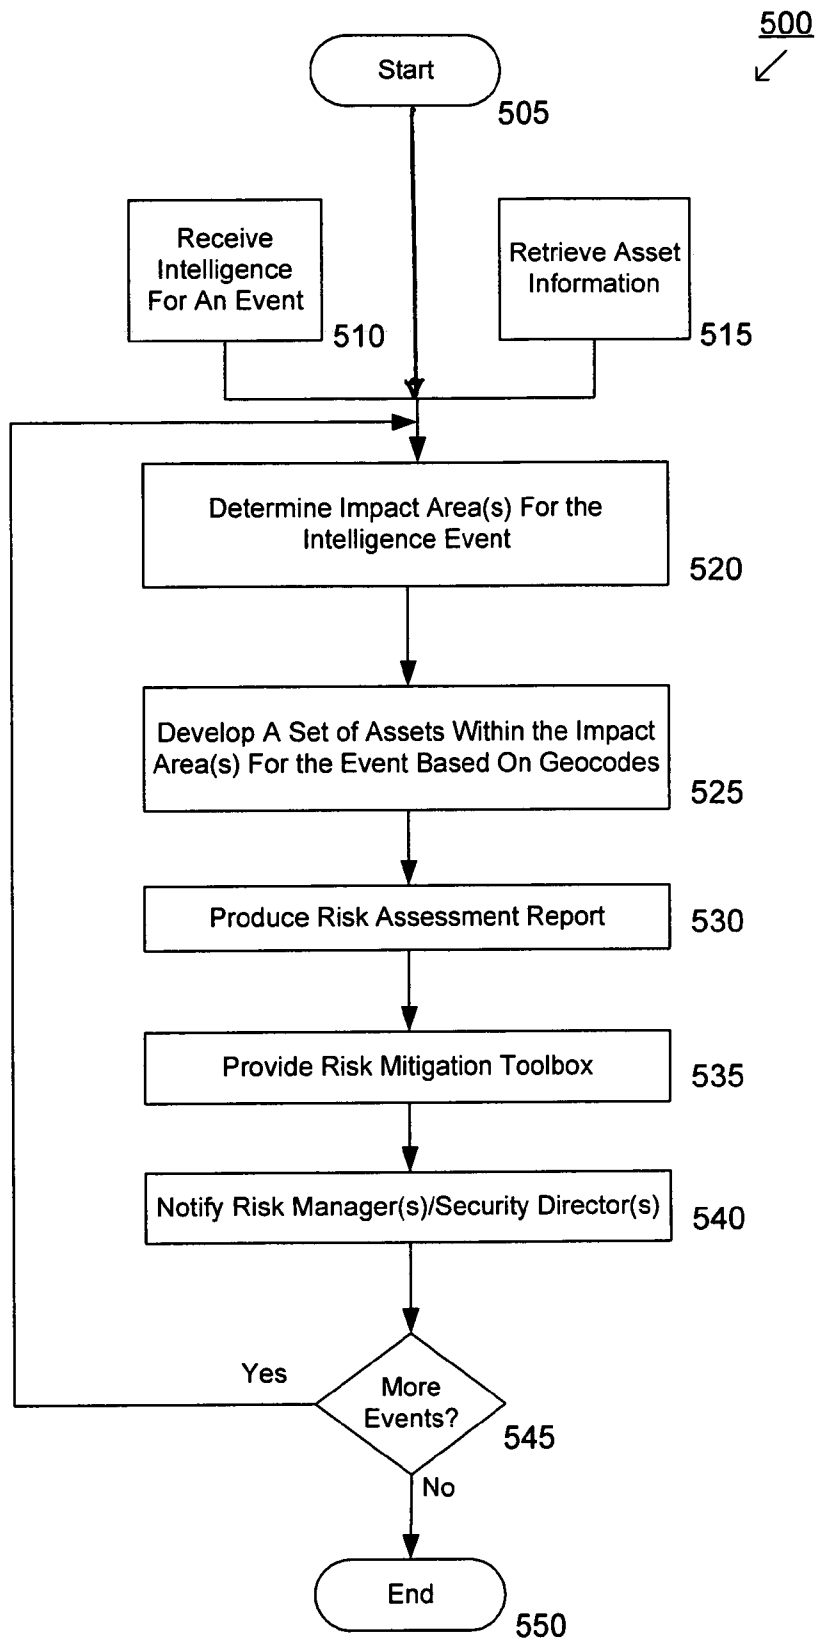 500
Start
505
Receive
Intelligence
For An Event
510
Retrieve Asset
Information
515
Determine Impact Area(s) For the
Intelligence Event
520
Develop A Set of Assets Within the Impact
Area(s) For the Event Based On Geocodes
525
Produce Risk Assessment Report
530
Provide Risk Mitigation Toolbox
535
Notify Risk Manager(s)/Security Director(s)
540
Yes
More
Events?
545
No
End
550